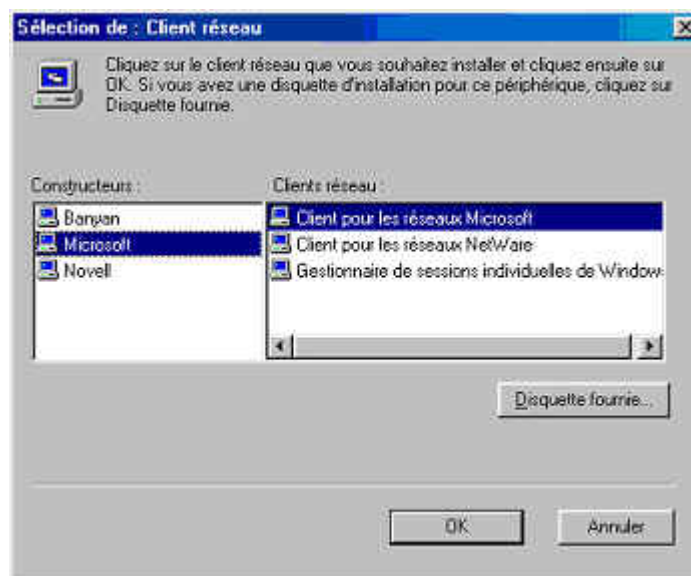 Sélection de : Client réseau
Cliquez sur le client réseau que vous souhaitez installer et cliquez ensuite sur
OK. Si vous avez une disquette d'installation pour ce périphérique, cliquez sur
Disquette fournie.
Constructeurs :
Clients réseau :
Banyan
Microsoft
Novell
Client pour les réseaux Microsoft
Client pour les réseaux NetWare
Gestionnaire de sessions individuelles de Window
Disquette fournie...
OK
Annuler